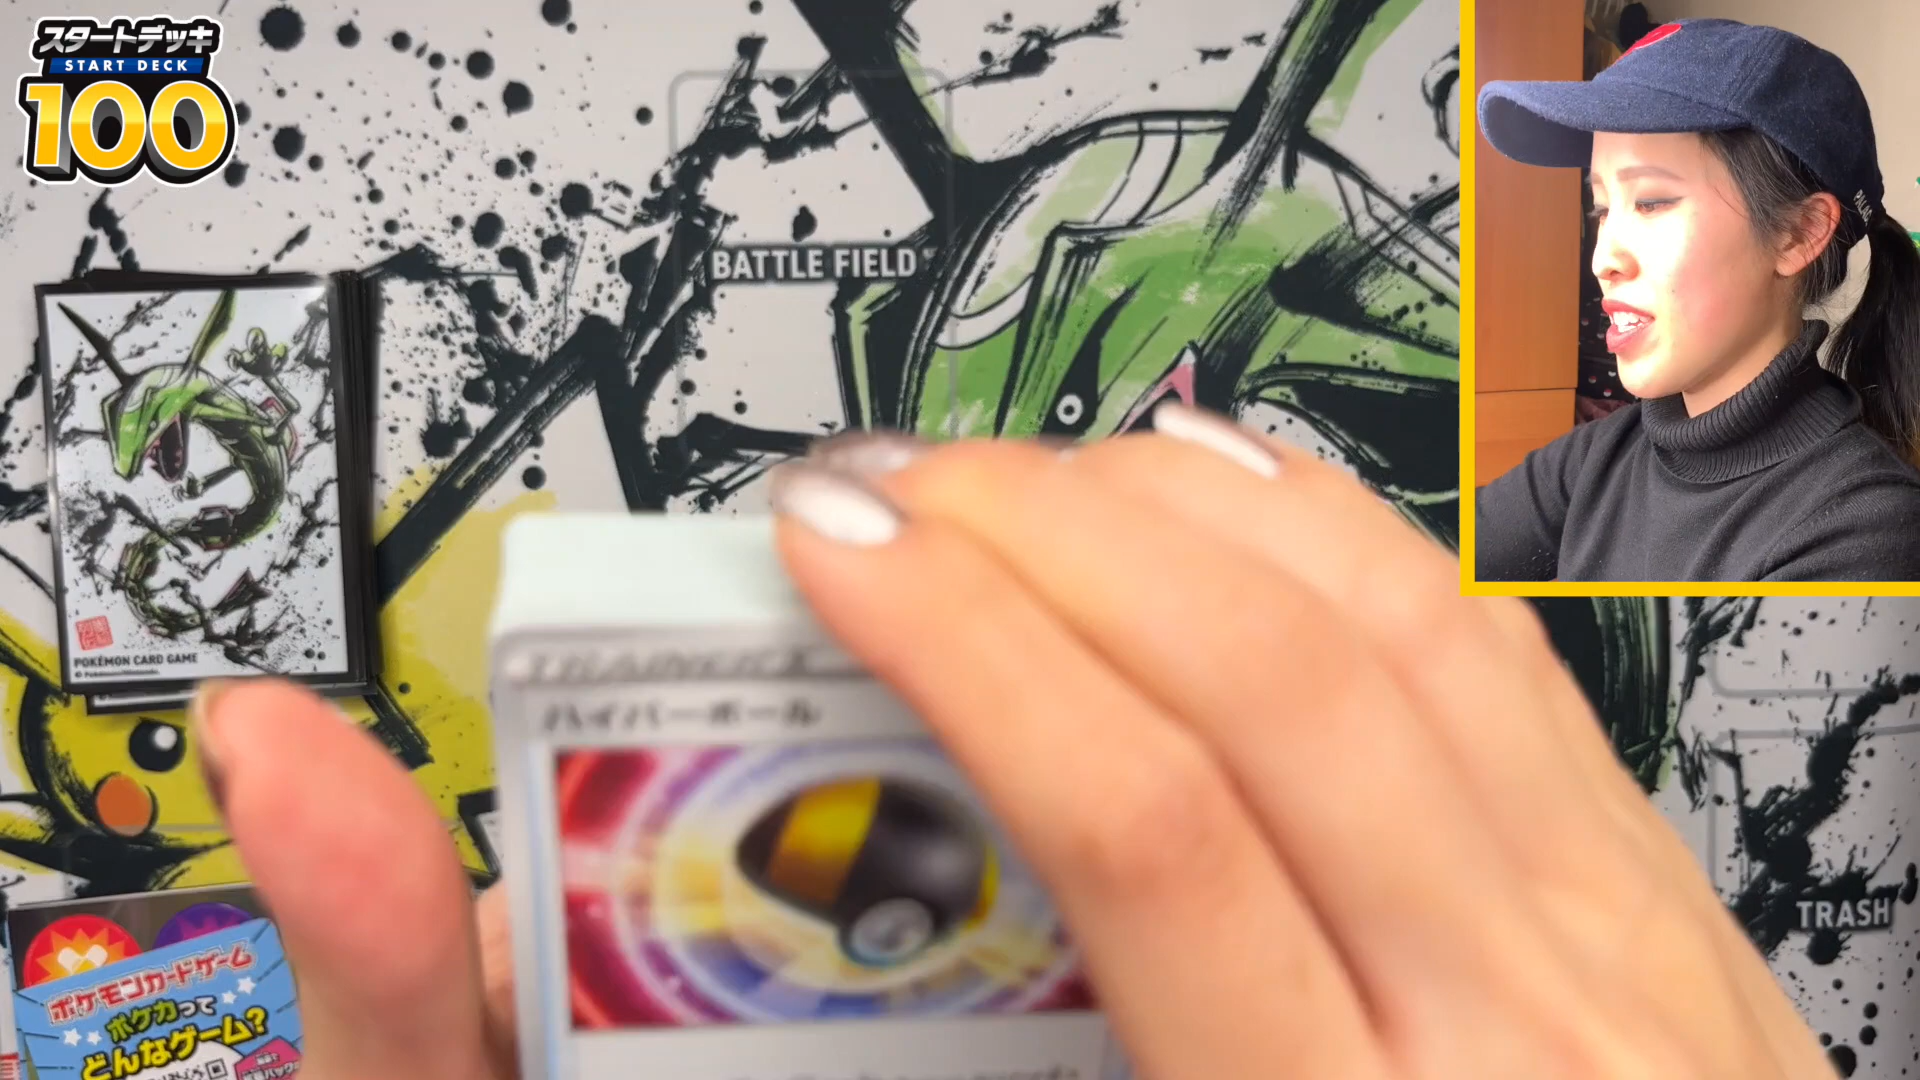 スタートデッキ
START DECK
100
BATTLE FIELD
POKÉMON CARD GAME
TRAINER
ハイパーボール
TRASH
ポケモンカードゲーム
ポケカって
どんなゲーム?